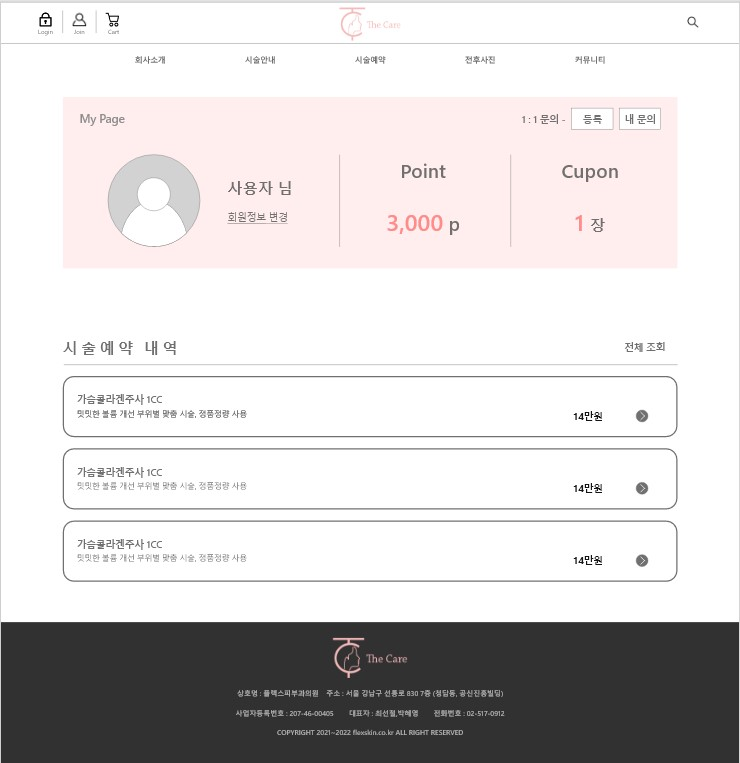 The Care
Login Join Cart
회사소개 시술안내 시술예약 전후사진 커뮤니티
My Page 1 : 1 문의 - 등록 내 문의
사용자 님 Point Cupon
회원정보 변경 3,000 p 1 장
시술예약 내역 전체 조회
가슴콜라겐주사 1CC
밋밋한 볼륨 개선 부위별 맞춤 시술, 정품정량 사용 14만원
가슴콜라겐주사 1CC
밋밋한 볼륨 개선 부위별 맞춤 시술, 정품정량 사용 14만원
가슴콜라겐주사 1CC
밋밋한 볼륨 개선 부위별 맞춤 시술, 정품정량 사용 14만원
The Care
상호명 : 플렉스피부과의원 주소 : 서울 강남구 선릉로 830 7층 (청담동, 공신진흥빌딩)
사업자등록번호 : 207-46-00405 대표자 : 최선철,박혜영 전화번호 : 02-517-0912
COPYRIGHT 2021~2022 flexskin.co.kr ALL RIGHT RESERVED